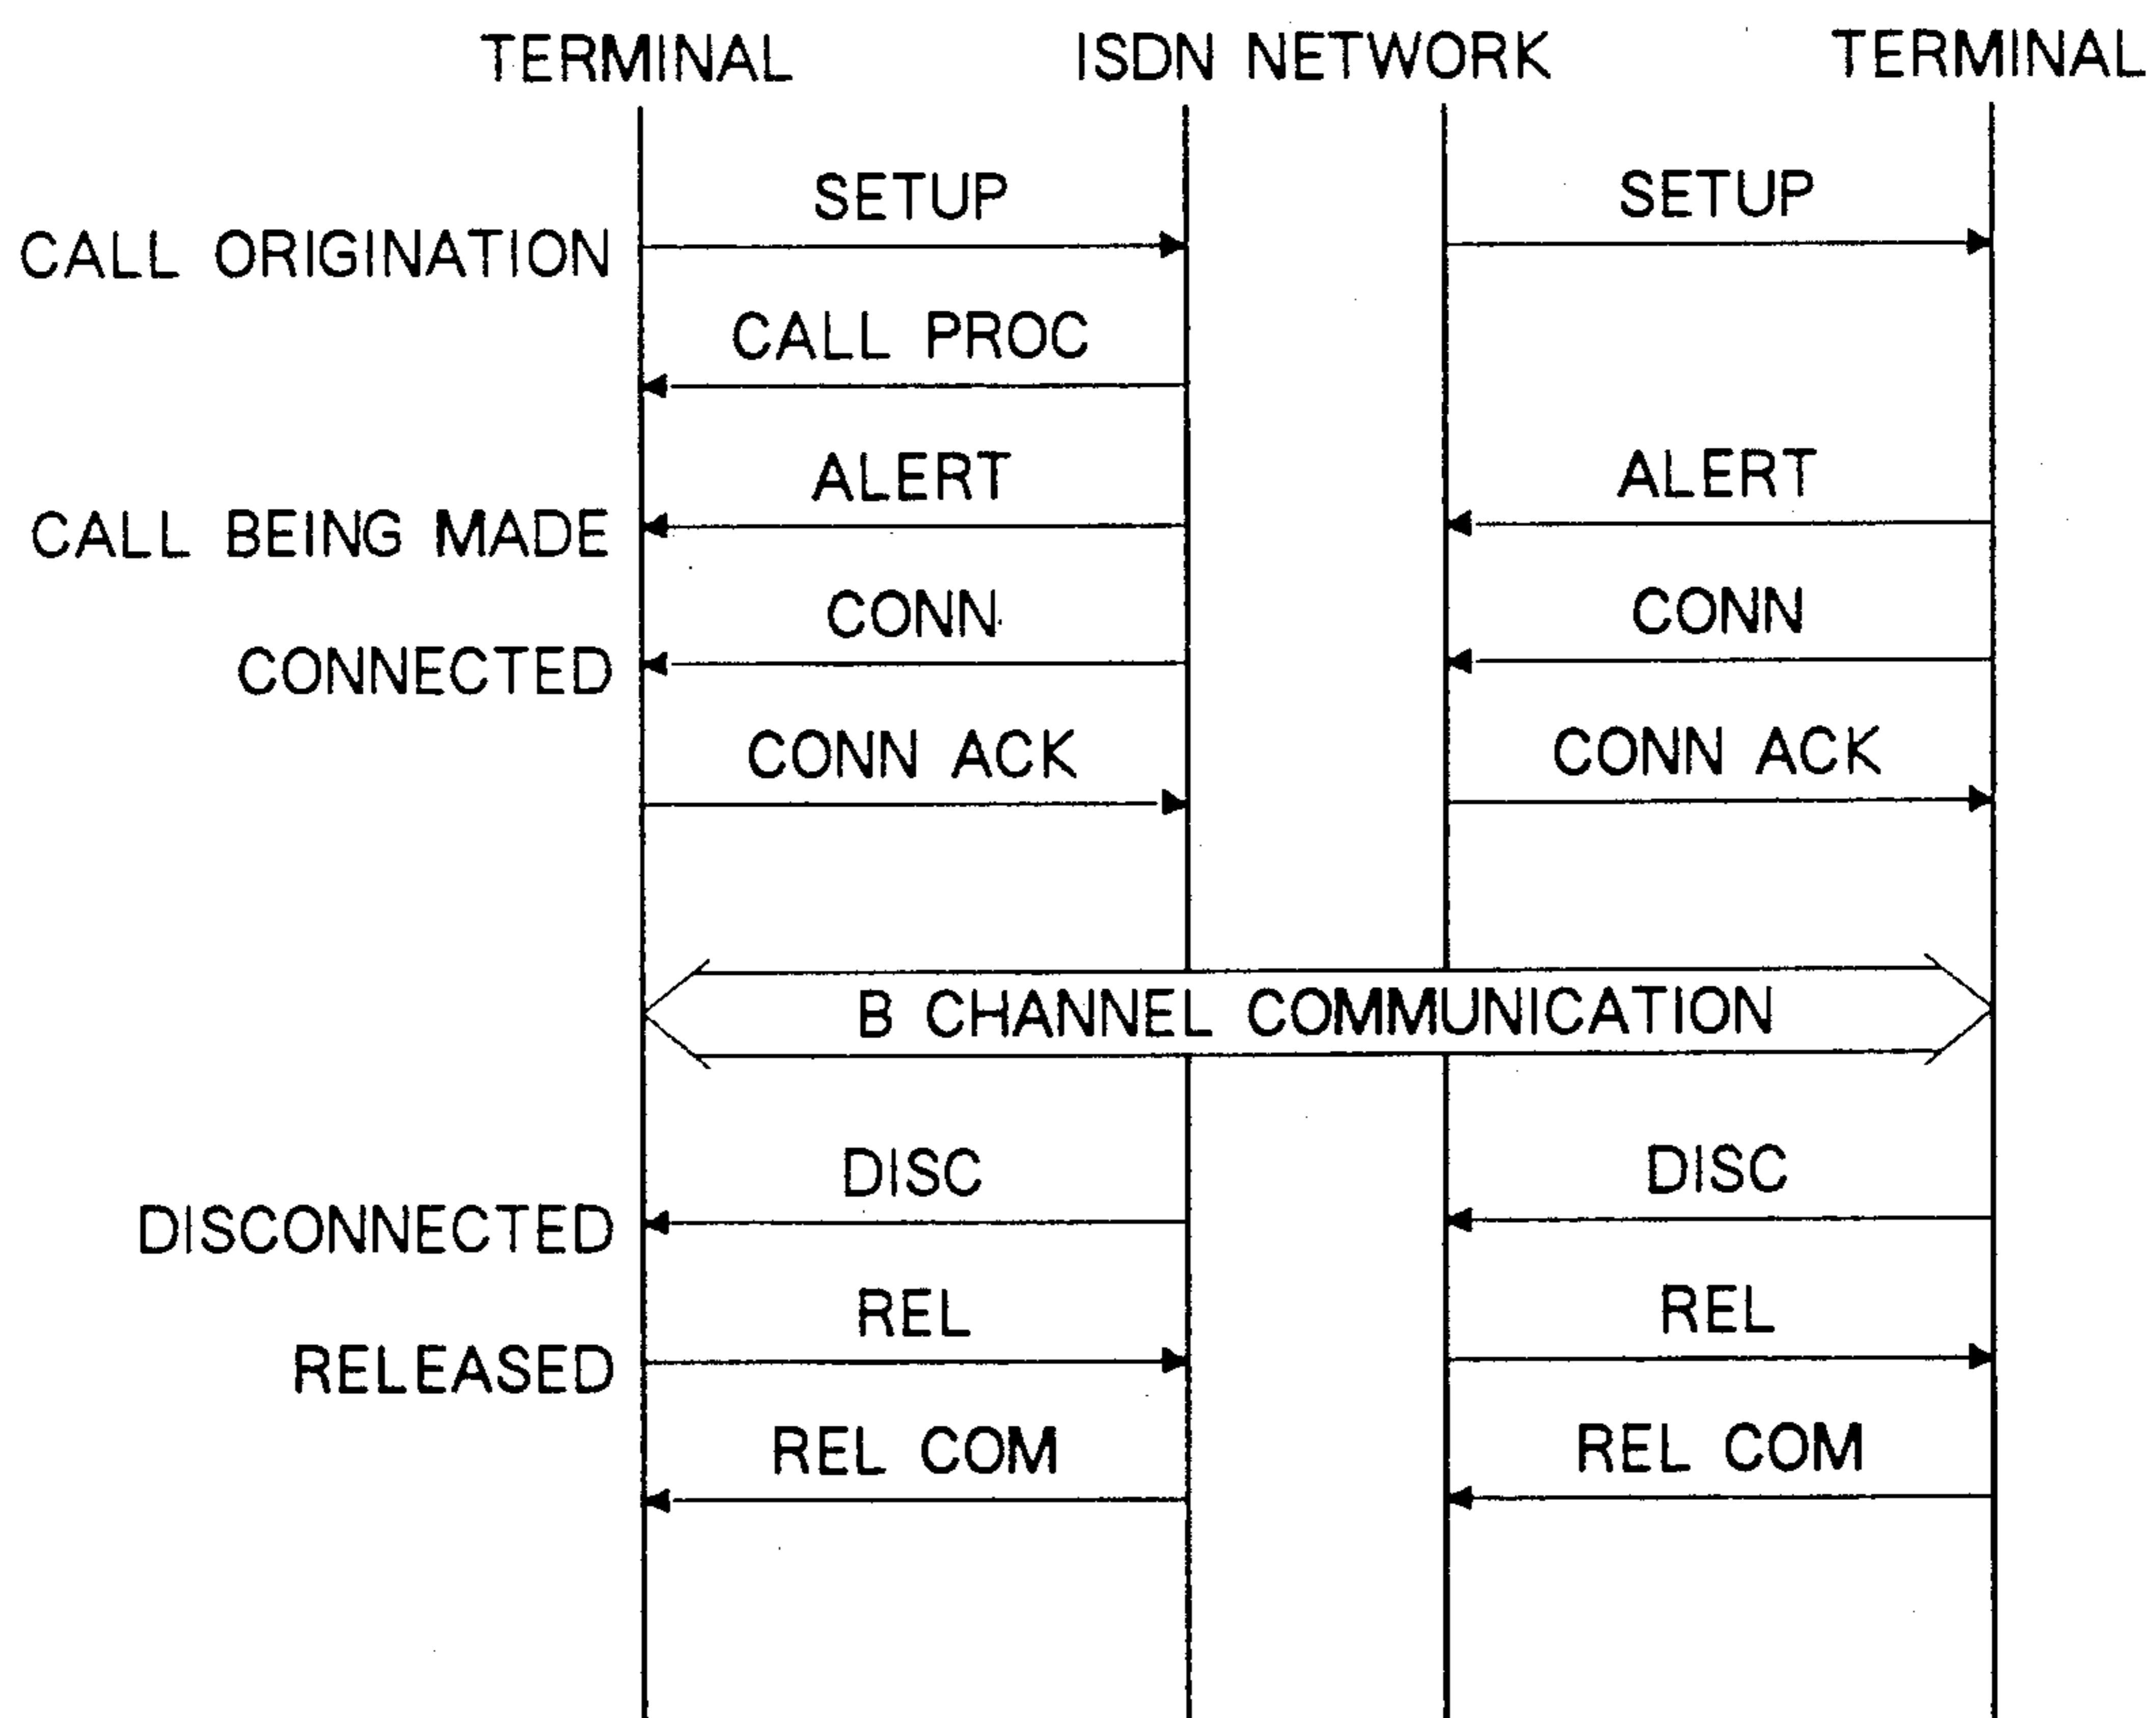 TERMINAL ISDN NETWORK TERMINAL
SETUP SETUP
CALL ORIGINATION
CALL PROC
ALERT ALERT
CALL BEING MADE
CONN CONN
CONNECTED
CONN ACK CONN ACK
B CHANNEL COMMUNICATION
DISC DISC
DISCONNECTED
REL REL
RELEASED
REL COM REL COM